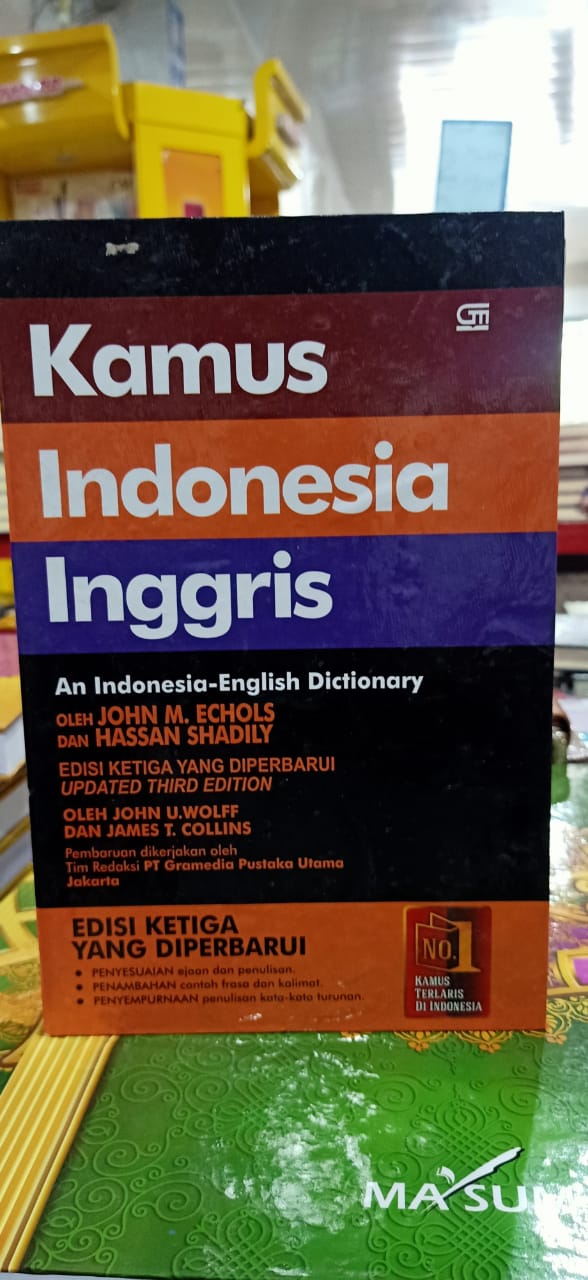 Kamus
Indonesia
Inggris
An Indonesia-English Dictionary
OLEH JOHN M. ECHOLS
DAN HASSAN SHADILY
EDISI KETIGA YANG DIPERBARUI
UPDATED THIRD EDITION
OLEH JOHN U.WOLFF
DAN JAMES T. COLLINS
Pembaruan dikerjakan oleh
Tim Redaksi PT Gramedia Pustaka Utama
Jakarta
EDISI KETIGA
YANG DIPERBARUI
• PENYESUAIAN ejaan dan penulisan.
• PENAMBAHAN contoh frasa dan kalimat.
• PENYEMPURNAAN penulisan kata-kata turunan.
NO.1
KAMUS
TERLARIS
DI INDONESIA
MA'SUM